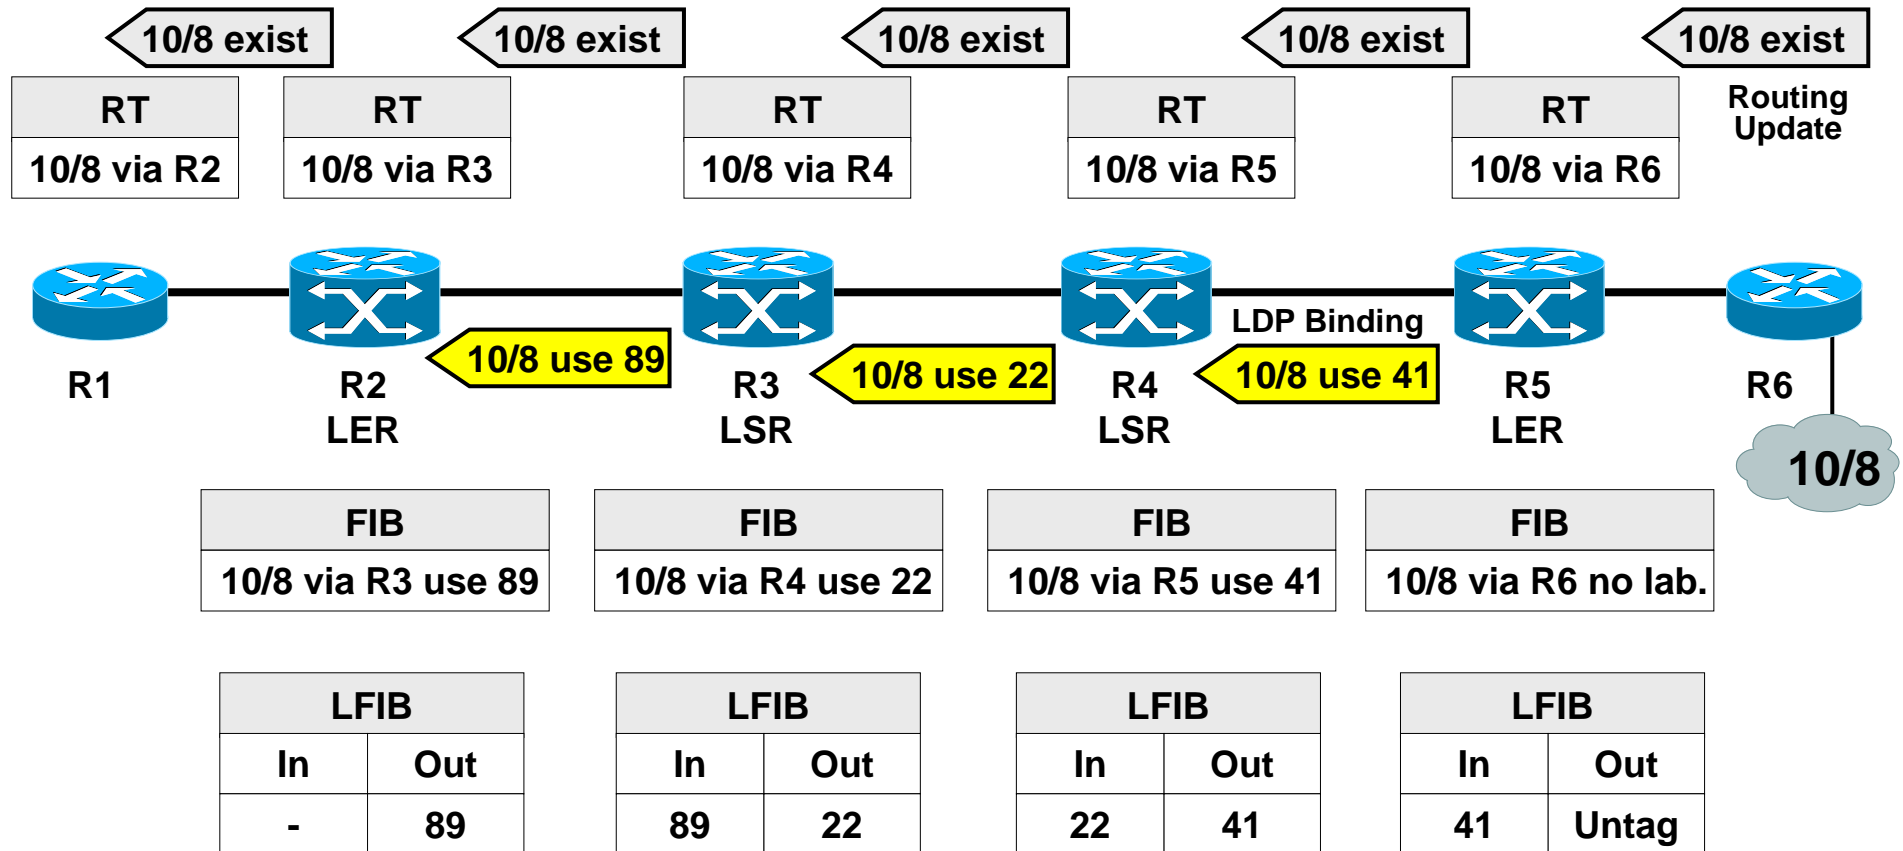 10/8 exist 10/8 exist 10/8 exist 10/8 exist 10/8 exist
RT RT RT RT RT Routing
Update
10/8 via R2 10/8 via R3 10/8 via R4 10/8 via R5 10/8 via R6
LDP Binding
10/8 use 89 10/8 use 22 10/8 use 41
R1 R2 R3 R4 R5 R6
LER LSR LSR LER
10/8
FIB FIB FIB FIB
10/8 via R3 use 89 10/8 via R4 use 22 10/8 via R5 use 41 10/8 via R6 no lab.
LFIB LFIB LFIB LFIB
In Out In Out In Out In Out
- 89 89 22 22 41 41 Untag